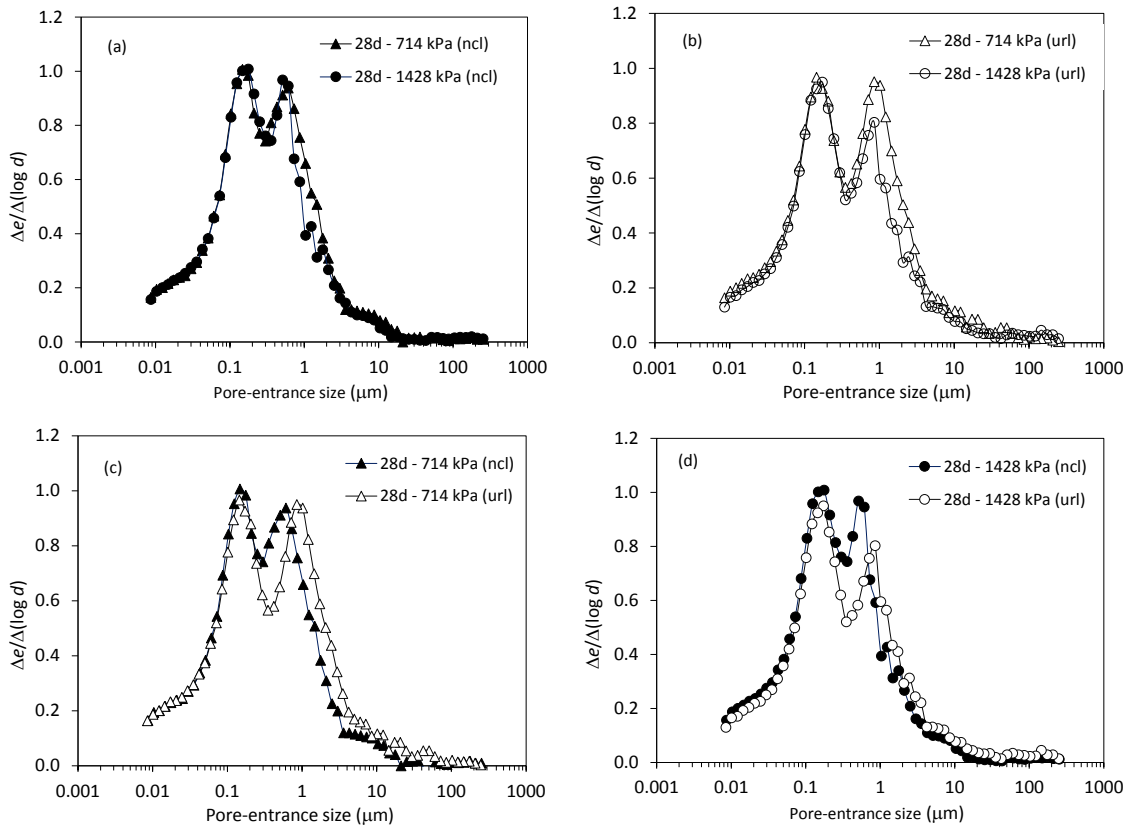 (a)
28d - 714 kPa (ncl)
28d - 1428 kPa (ncl)
Δe/Δ(log d)
1.2
1.0
0.8
0.6
0.4
0.2
0.0
0.001 0.01 0.1 1 10 100 1000
Pore-entrance size (μm)
(b)
28d - 714 kPa (url)
28d - 1428 kPa (url)
Δe/Δ(log d)
1.2
1.0
0.8
0.6
0.4
0.2
0.0
0.001 0.01 0.1 1 10 100 1000
Pore-entrance size (μm)
(c)
28d - 714 kPa (ncl)
28d - 714 kPa (url)
Δe/Δ(log d)
1.2
1.0
0.8
0.6
0.4
0.2
0.0
0.001 0.01 0.1 1 10 100 1000
Pore-entrance size (μm)
(d)
28d - 1428 kPa (ncl)
28d - 1428 kPa (url)
Δe/Δ(log d)
1.2
1.0
0.8
0.6
0.4
0.2
0.0
0.001 0.01 0.1 1 10 100 1000
Pore-entrance size (μm)